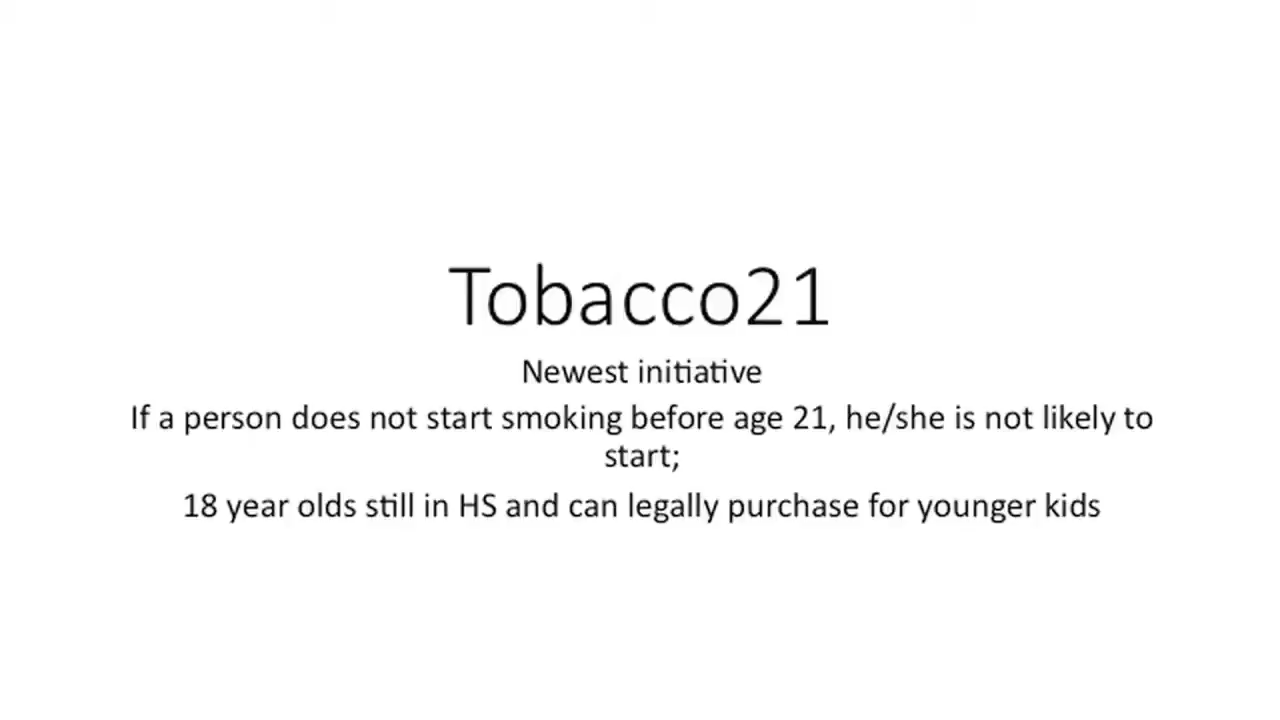 Tobacco21
Newest initiative
If a person does not start smoking before age 21, he/she is not likely to
start;
18 year olds still in HS and can legally purchase for younger kids